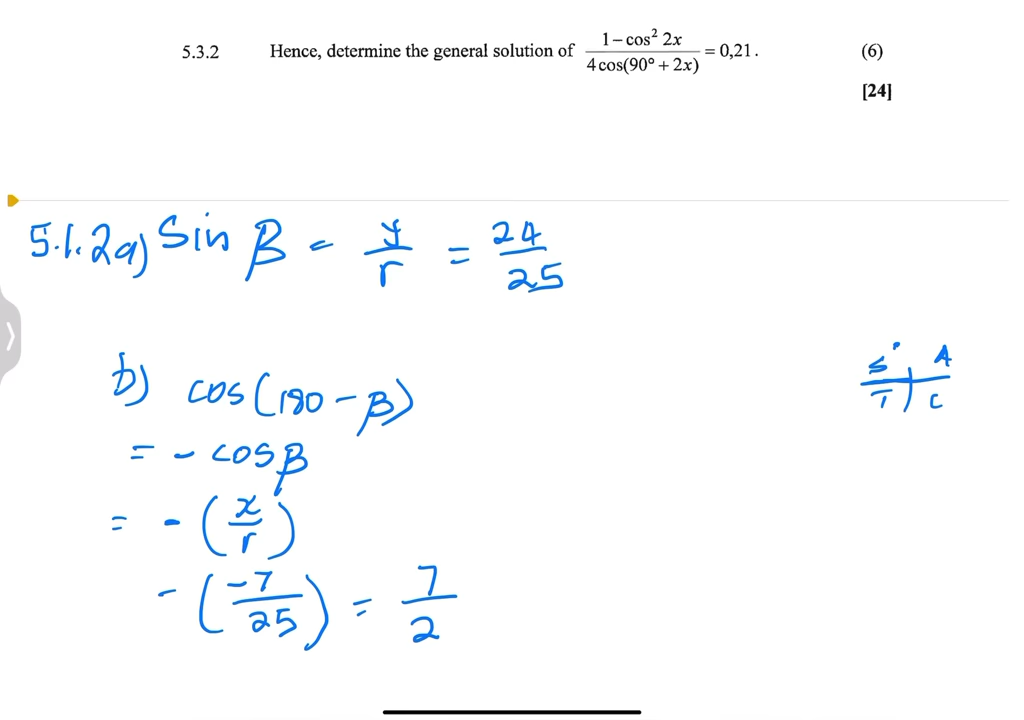 5.3.2 Hence, determine the general solution of (1 − cos² 2x)/(4 cos(90° + 2x)) = 0,21. (6)
[24]
5.1.2a) Sin β = y/r = 24/25
b) cos(180 − β)
= − cos β
= − (x/r)
− (−7/25) = 7/2
S A
T C